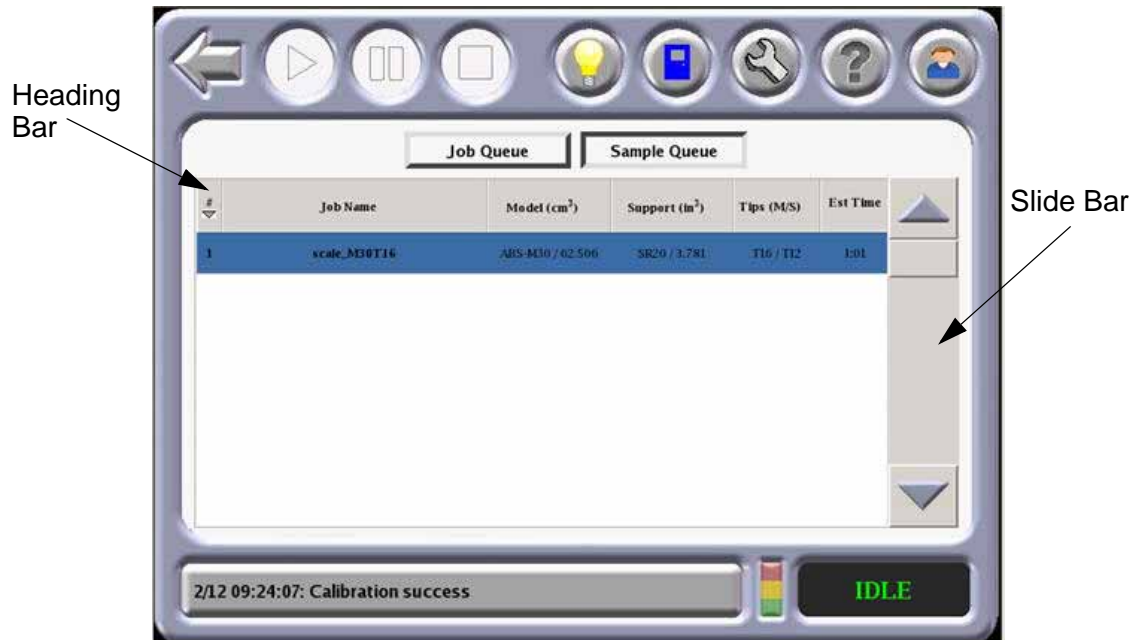 Heading
Bar
Job Queue Sample Queue
# Job Name Model (cm³) Support (in³) Tips (M/S) Est Time
Slide Bar
1 scale_M30T16 ABS-M30 / 62.506 SR20 / 3.781 T16 / T12 1:01
2/12 09:24:07: Calibration success
IDLE